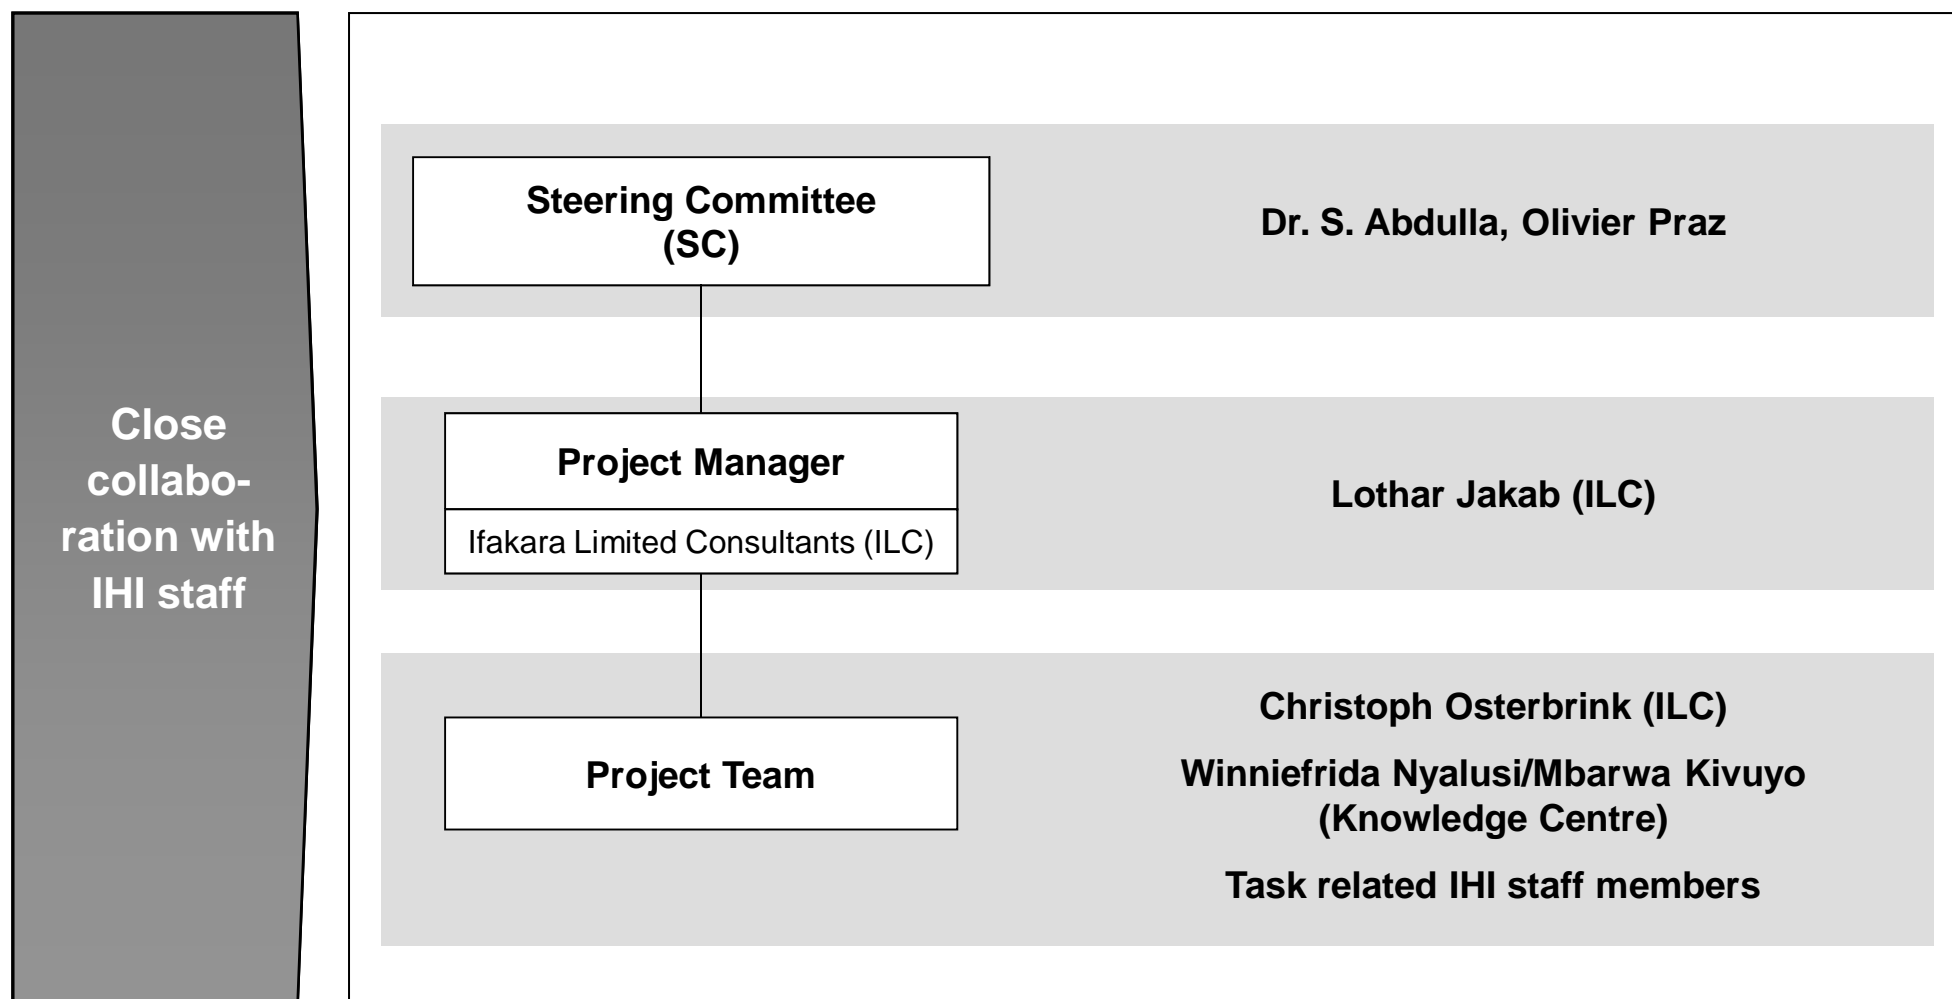 Close
collabo-
ration with
IHI staff
Steering Committee
(SC)
Dr. S. Abdulla, Olivier Praz
Project Manager
Ifakara Limited Consultants (ILC)
Lothar Jakab (ILC)
Project Team
Christoph Osterbrink (ILC)
Winniefrida Nyalusi/Mbarwa Kivuyo
(Knowledge Centre)
Task related IHI staff members